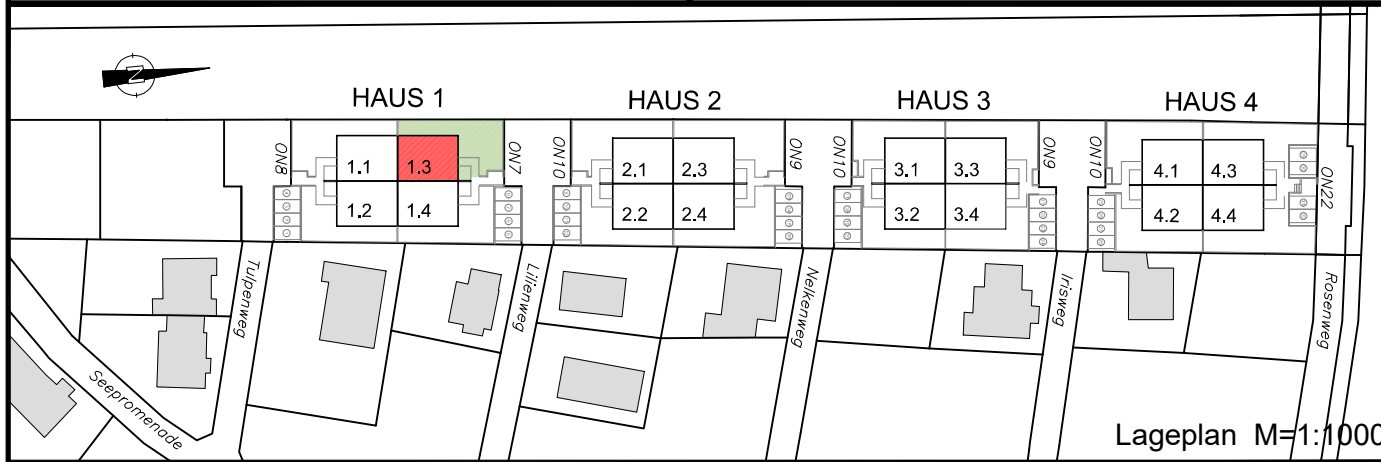 N
HAUS 1
HAUS 2
HAUS 3
HAUS 4
ON8
1.1
1.3
ON7
ON10
2.1
2.3
ON9
ON10
3.1
3.3
ON9
ON10
4.1
4.3
ON22
1.2
1.4
2.2
2.4
3.2
3.4
4.2
4.4
Tulpenweg
Lilienweg
Nelkenweg
Irisweg
Rosenweg
Seepromenade
Lageplan M=1:1000